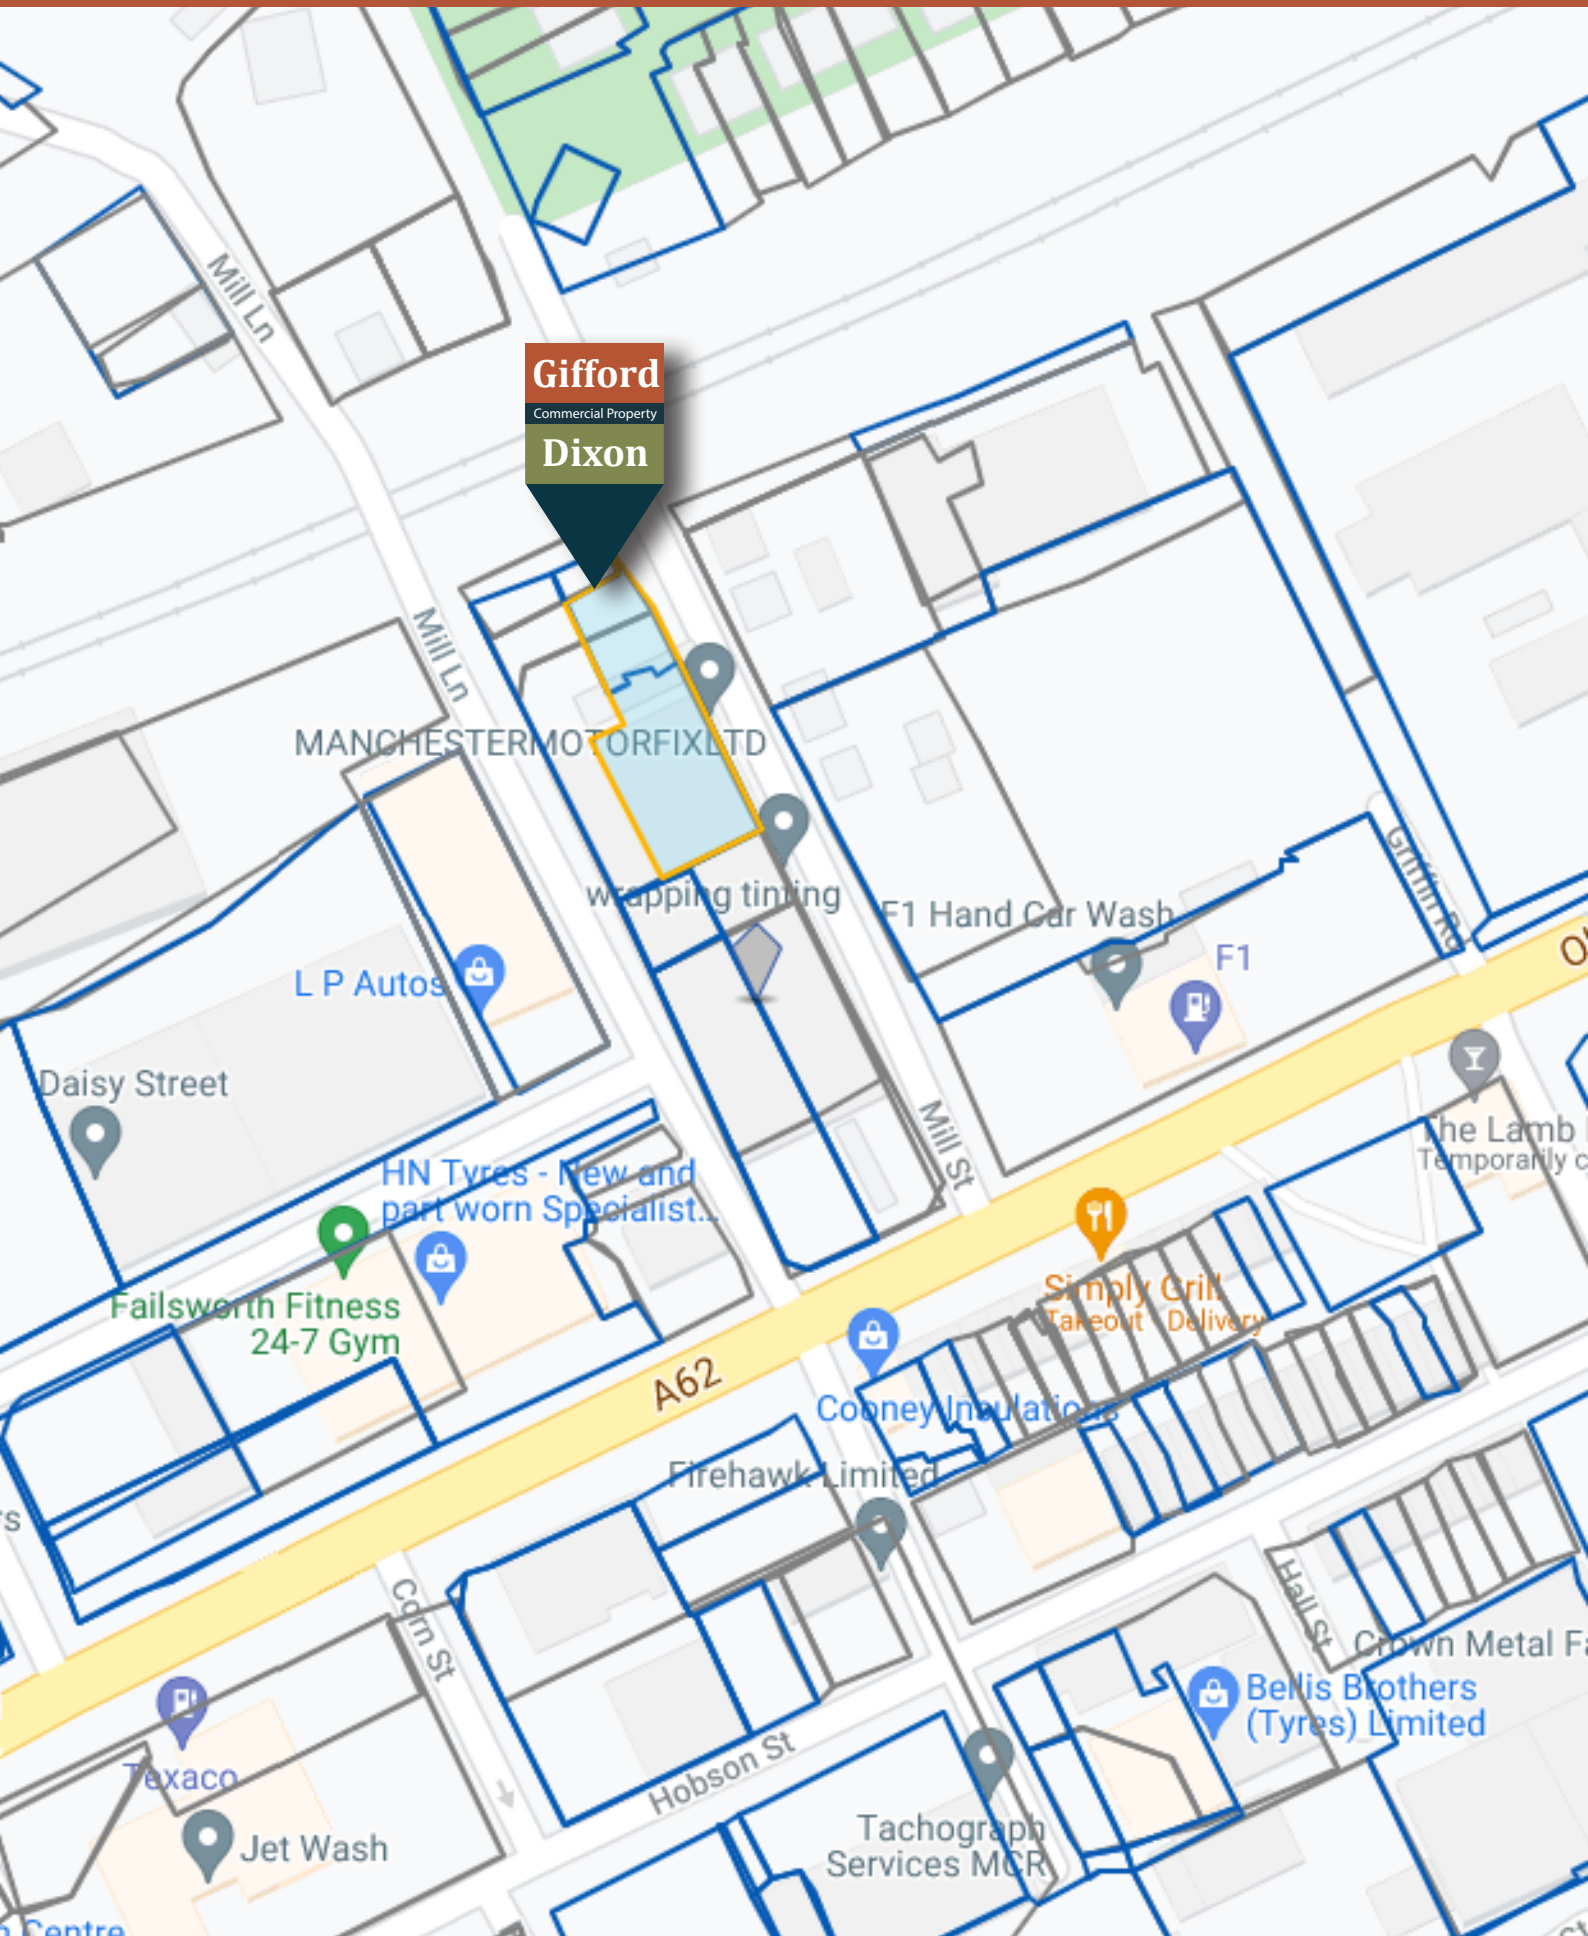 Mill Ln
Gifford
Commercial Property
Dixon
Mill Ln
MANCHESTERMOTORFIXLTD
wrapping tinting
F1 Hand Car Wash
Griffin Rd
F1
L P Autos
Daisy Street
Mill St
The Lamb
Temporarily c
HN Tyres - New and
part worn Specialist...
Failsworth Fitness
24-7 Gym
Simply Grill
Takeout · Delivery
A62
Cooney Insulations
Firehawk Limited
Corn St
Hall St
Crown Metal Fa
Bellis Brothers
(Tyres) Limited
Texaco
Hobson St
Jet Wash
Tachograph
Services MCR
Centre